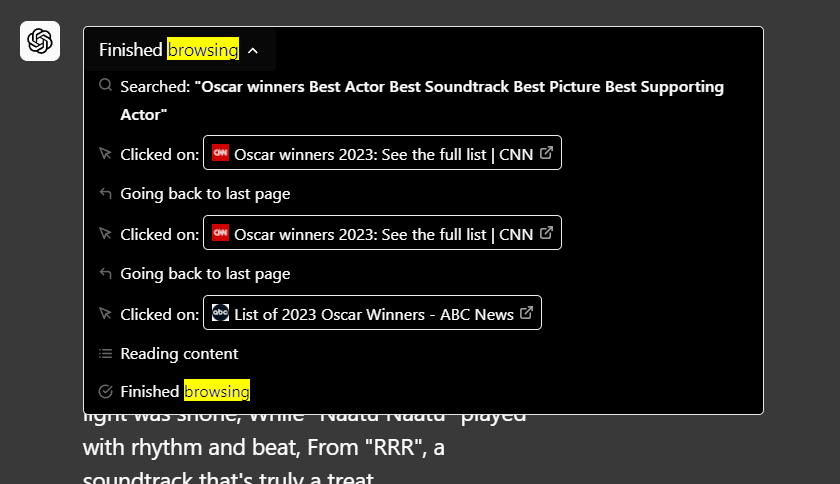 Finished browsing
Searched: "Oscar winners Best Actor Best Soundtrack Best Picture Best Supporting
Actor"
Clicked on: CNN Oscar winners 2023: See the full list | CNN
Going back to last page
Clicked on: CNN Oscar winners 2023: See the full list | CNN
Going back to last page
Clicked on: abc List of 2023 Oscar Winners - ABC News
Reading content
Finished browsing
light was shone, While "Naatu Naatu" played
with rhythm and beat, From "RRR", a
soundtrack that's truly a treat